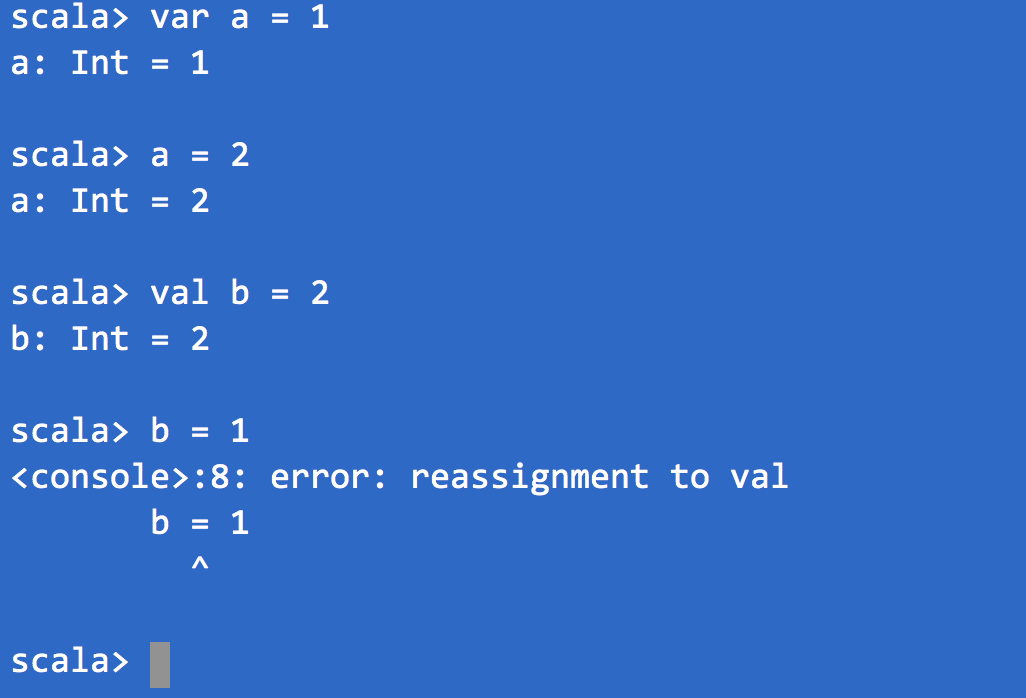 scala> var a = 1
a: Int = 1
scala> a = 2
a: Int = 2
scala> val b = 2
b: Int = 2
scala> b = 1
<console>:8: error: reassignment to val
       b = 1
         ^
scala>